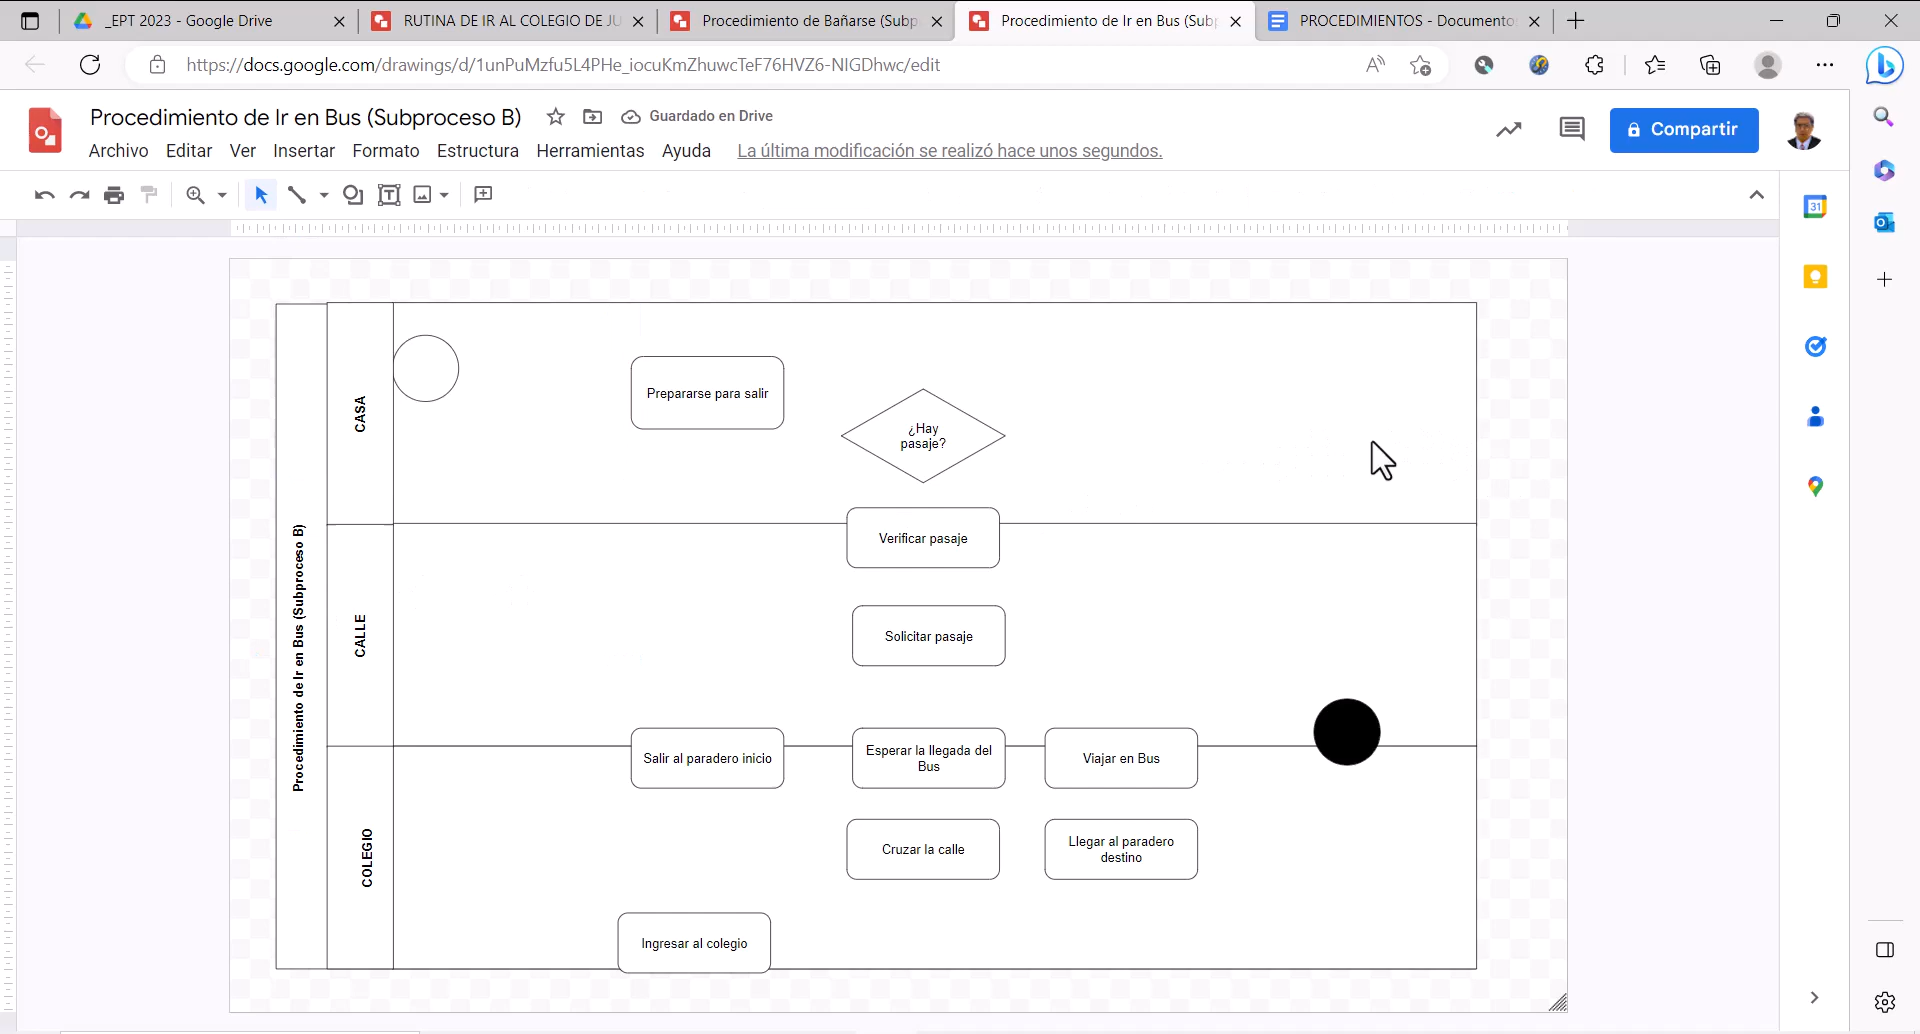 _EPT 2023 - Google Drive
RUTINA DE IR AL COLEGIO DE JU
Procedimiento de Bañarse (Subp
Procedimiento de Ir en Bus (Subp
PROCEDIMIENTOS - Documento
https://docs.google.com/drawings/d/1unPuMzfu5L4PHe_iocuKmZhuwcTeF76HVZ6-NIGDhwc/edit
Procedimiento de Ir en Bus (Subproceso B)
Guardado en Drive
Archivo Editar Ver Insertar Formato Estructura Herramientas Ayuda
La última modificación se realizó hace unos segundos.
Compartir
31
Procedimiento de Ir en Bus (Subproceso B)
CASA
Prepararse para salir
¿Hay
pasaje?
Verificar pasaje
CALLE
Solicitar pasaje
Salir al paradero inicio
Esperar la llegada del
Bus
Viajar en Bus
COLEGIO
Cruzar la calle
Llegar al paradero
destino
Ingresar al colegio